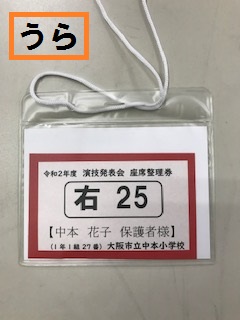 うら
令和2年度 演技発表会 座席整理券
右 25
【中本 花子 保護者様】
(1年1組27番) 大阪市立中本小学校